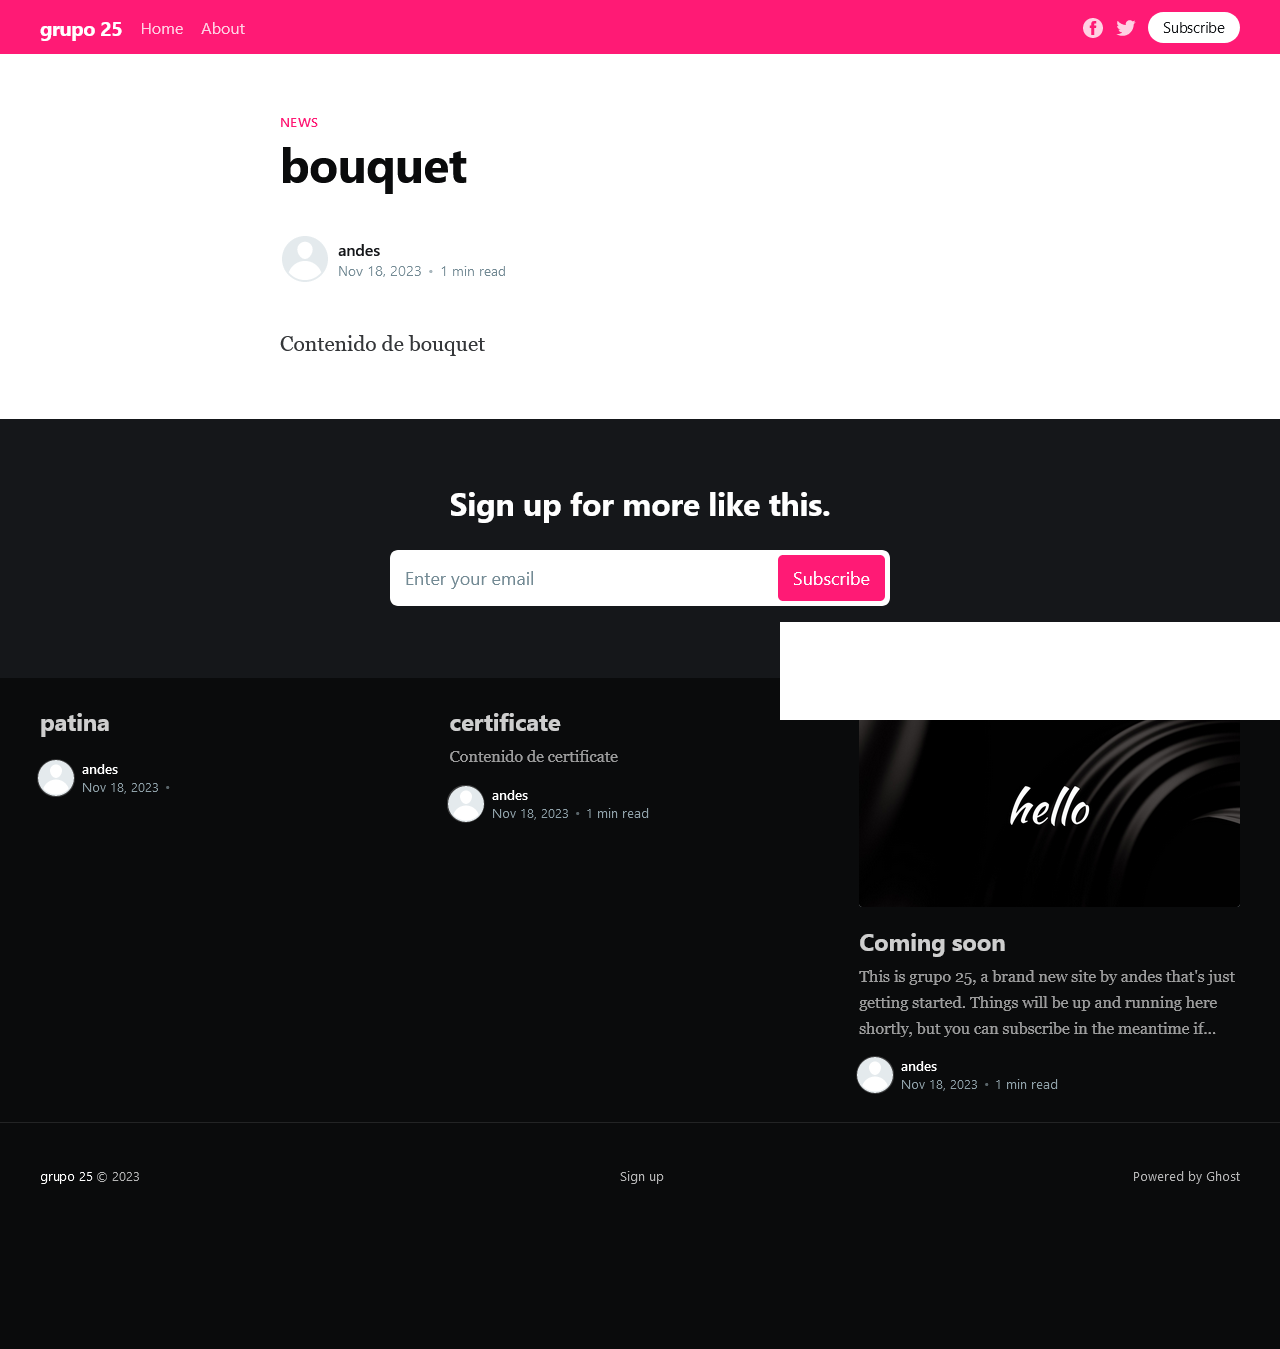 grupo 25 Home About Subscribe
NEWS
bouquet
andes
Nov 18, 2023 • 1 min read
Contenido de bouquet
Sign up for more like this.
Enter your email Subscribe
patina
andes
Nov 18, 2023 •
certificate
Contenido de certificate
andes
Nov 18, 2023 • 1 min read
hello
Coming soon
This is grupo 25, a brand new site by andes that's just
getting started. Things will be up and running here
shortly, but you can subscribe in the meantime if...
andes
Nov 18, 2023 • 1 min read
grupo 25 © 2023 Sign up Powered by Ghost